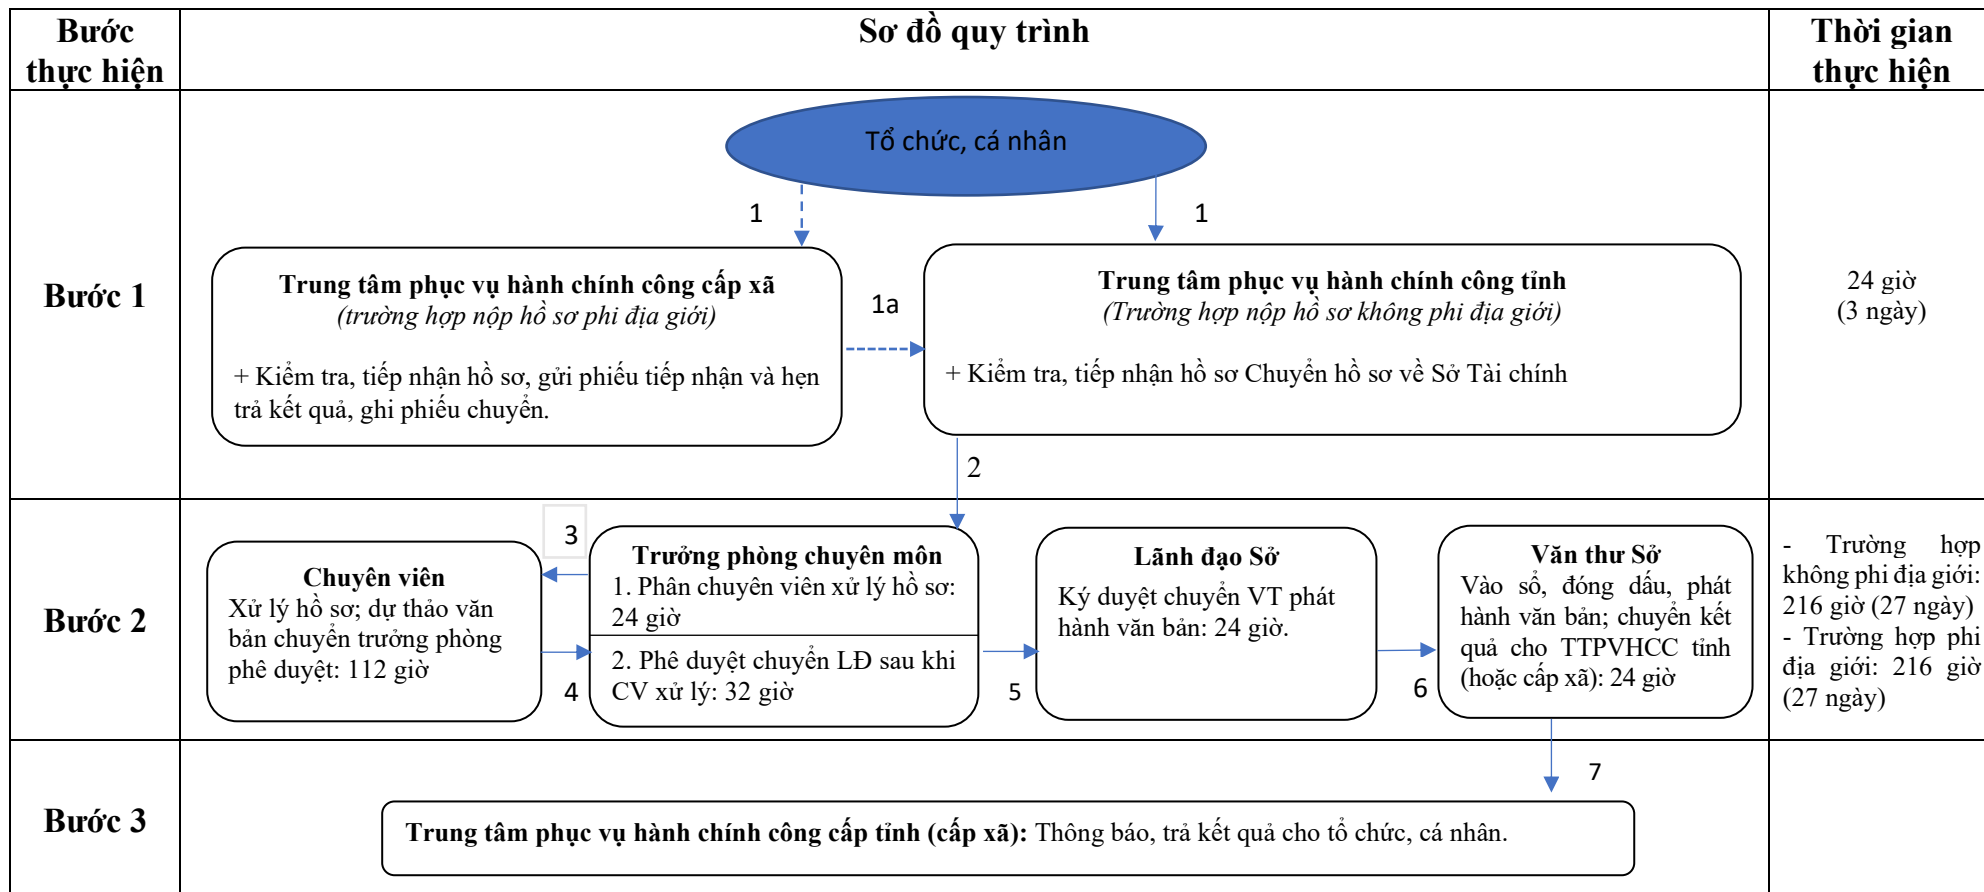 Bước
thực hiện
Sơ đồ quy trình
Thời gian
thực hiện
Bước 1
Tổ chức, cá nhân
1
1
Trung tâm phục vụ hành chính công cấp xã
(trường hợp nộp hồ sơ phi địa giới)
+ Kiểm tra, tiếp nhận hồ sơ, gửi phiếu tiếp nhận và hẹn
trả kết quả, ghi phiếu chuyển.
1a
Trung tâm phục vụ hành chính công tỉnh
(Trường hợp nộp hồ sơ không phi địa giới)
+ Kiểm tra, tiếp nhận hồ sơ Chuyển hồ sơ về Sở Tài chính
24 giờ
(3 ngày)
2
Bước 2
Chuyên viên
Xử lý hồ sơ; dự thảo văn
bản chuyển trưởng phòng
phê duyệt: 112 giờ
3
4
Trưởng phòng chuyên môn
1. Phân chuyên viên xử lý hồ sơ:
24 giờ
2. Phê duyệt chuyển LĐ sau khi
CV xử lý: 32 giờ
5
Lãnh đạo Sở
Ký duyệt chuyển VT phát
hành văn bản: 24 giờ.
6
Văn thư Sở
Vào sổ, đóng dấu, phát
hành văn bản; chuyển kết
quả cho TTPVHCC tỉnh
(hoặc cấp xã): 24 giờ
- Trường hợp
không phi địa giới:
216 giờ (27 ngày)
- Trường hợp phi
địa giới: 216 giờ
(27 ngày)
7
Bước 3
Trung tâm phục vụ hành chính công cấp tỉnh (cấp xã): Thông báo, trả kết quả cho tổ chức, cá nhân.